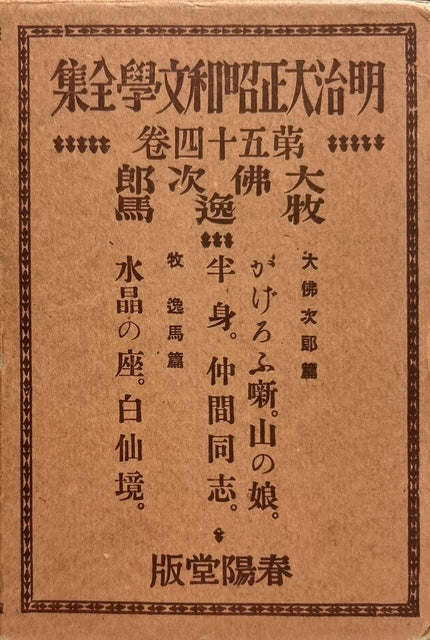 明治大正昭和文學全集
第五十四卷
大佛次郎
牧逸馬
大佛次郎篇
かげろふ噺。山の娘。
半身。仲間同志。
牧逸馬篇
水晶の座。白仙境。
春陽堂版